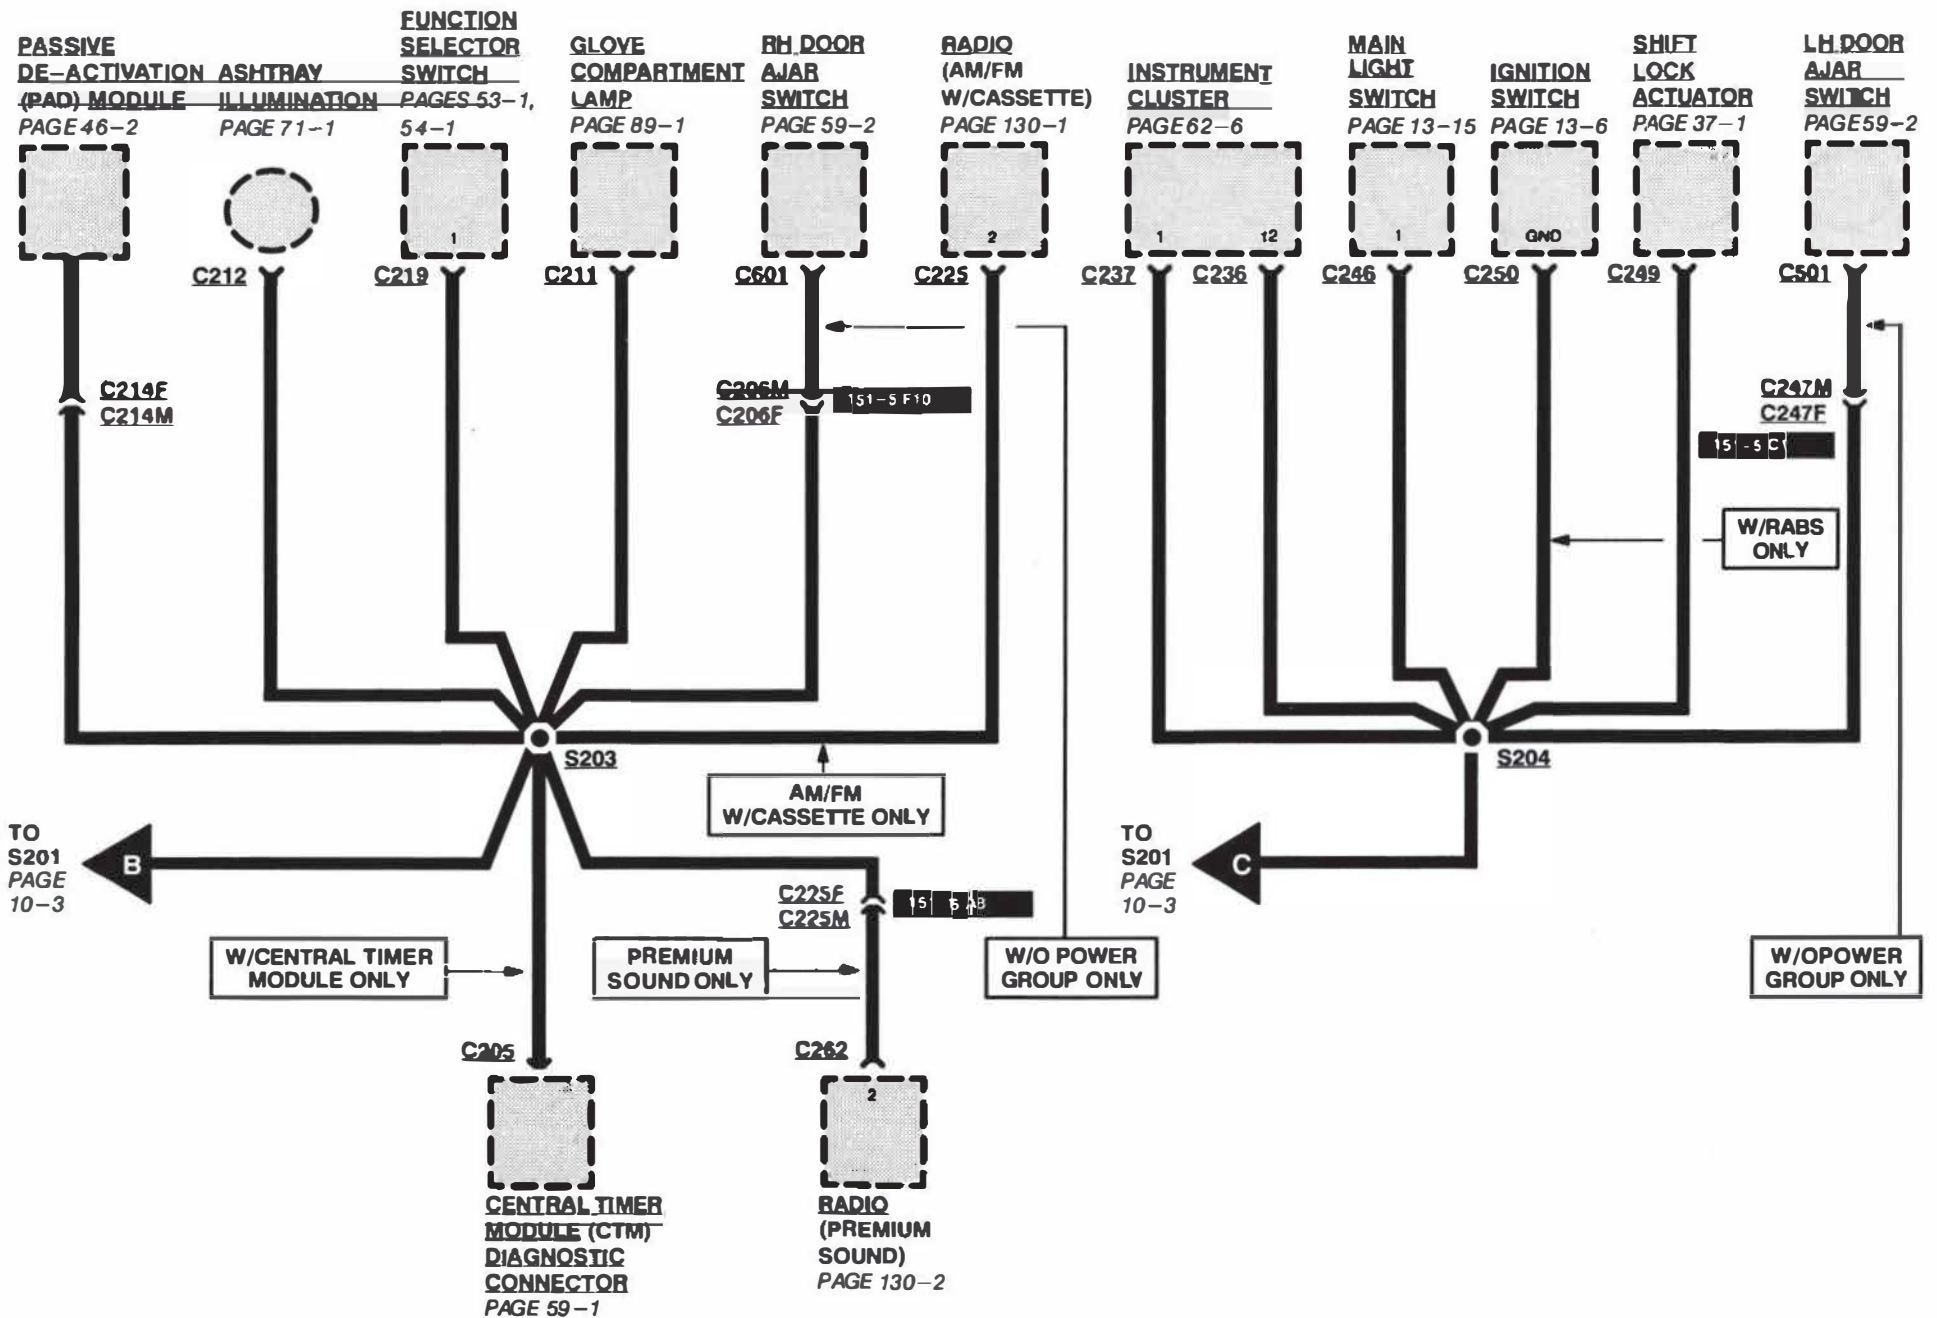 PASSIVE
DE-ACTIVATION
(PAD) MODULE
PAGE 46-2
ASHTRAY
ILLUMINATION
PAGE 71-1
FUNCTION
SELECTOR
SWITCH
PAGES 53-1,
54-1
GLOVE
COMPARTMENT
LAMP
PAGE 89-1
RH DOOR
AJAR
SWITCH
PAGE 59-2
RADIO
(AM/FM
W/CASSETTE)
PAGE 130-1
INSTRUMENT
CLUSTER
PAGE 62-6
MAIN
LIGHT
SWITCH
PAGE 13-15
IGNITION
SWITCH
PAGE 13-6
SHIFT
LOCK
ACTUATOR
PAGE 37-1
LH DOOR
AJAR
SWITCH
PAGE 59-2
1
2
1
12
1
GND
C212
C219
C211
C601
C225
C237
C236
C246
C250
C249
C501
C214F
C214M
C206M
C206F
151-5 F10
C247M
C247F
W/RABS
ONLY
S203
S204
AM/FM
W/CASSETTE ONLY
TO
S201
PAGE
10-3
B
TO
S201
PAGE
10-3
C
C225F
C225M
W/CENTRAL TIMER
MODULE ONLY
PREMIUM
SOUND ONLY
W/O POWER
GROUP ONLY
W/O POWER
GROUP ONLY
C205
C262
2
CENTRAL TIMER
MODULE (CTM)
DIAGNOSTIC
CONNECTOR
PAGE 59-1
RADIO
(PREMIUM
SOUND)
PAGE 130-2